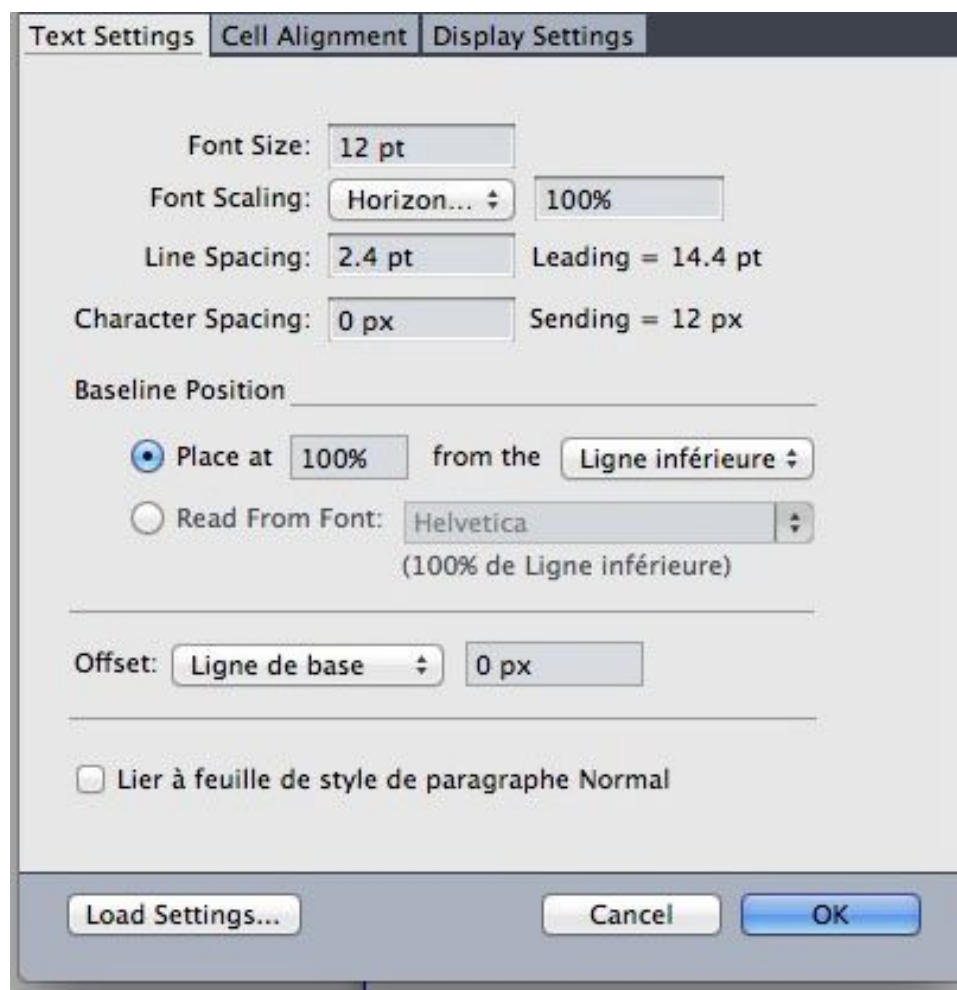 Text Settings Cell Alignment Display Settings
Font Size: 12 pt
Font Scaling: Horizon... 100%
Line Spacing: 2.4 pt Leading = 14.4 pt
Character Spacing: 0 px Sending = 12 px
Baseline Position
Place at 100% from the Ligne inférieure
Read From Font: Helvetica
(100% de Ligne inférieure)
Offset: Ligne de base 0 px
Lier à feuille de style de paragraphe Normal
Load Settings... Cancel OK